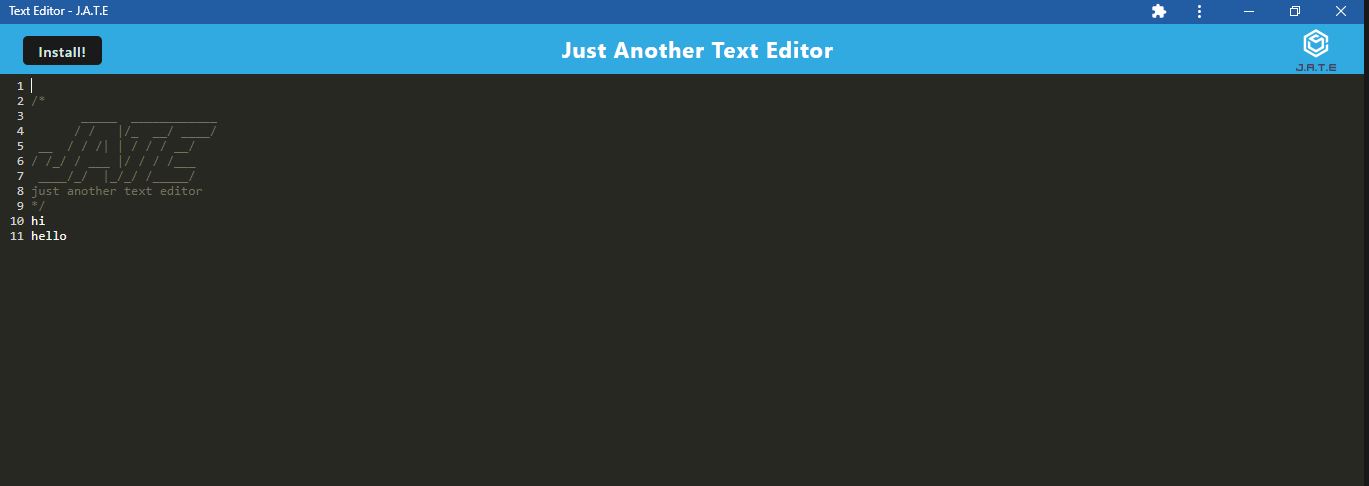 Text Editor - J.A.T.E
Install!
Just Another Text Editor
J.A.T.E
1
2 /*
3        _____  ____________
4       / /   |/_  __/ ____/
5  __  / / /| | / / / __/
6 / /_/ / ___ |/ / / /___
7  ____/_/  |_/_/ /_____/
8 just another text editor
9 */
10 hi
11 hello